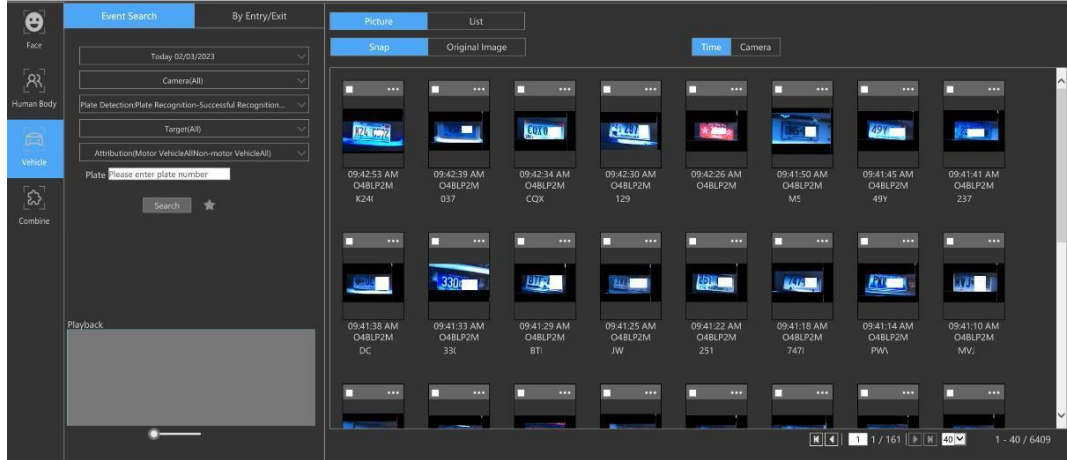 Event Search By Entry/Exit
Face
Human Body
Vehicle
Combine
Today 02/03/2023
Camera(All)
Plate Detection;Plate Recognition-Successful Recognition...
Target(All)
Attribution(Motor VehicleAllNon-motor VehicleAll)
Plate Please enter plate number
Search
Playback
Picture List
Snap Original Image
Time Camera
09:42:53 AM 09:42:39 AM 09:42:34 AM 09:42:30 AM 09:42:26 AM 09:41:50 AM 09:41:45 AM 09:41:41 AM
O4BLP2M O4BLP2M O4BLP2M O4BLP2M O4BLP2M O4BLP2M O4BLP2M O4BLP2M
037 CQX 129 49Y 237
09:41:38 AM 09:41:33 AM 09:41:29 AM 09:41:25 AM 09:41:22 AM 09:41:18 AM 09:41:14 AM 09:41:10 AM
O4BLP2M O4BLP2M O4BLP2M O4BLP2M O4BLP2M O4BLP2M O4BLP2M O4BLP2M
DC JW 251
1 1 / 161 40 1 - 40 / 6409